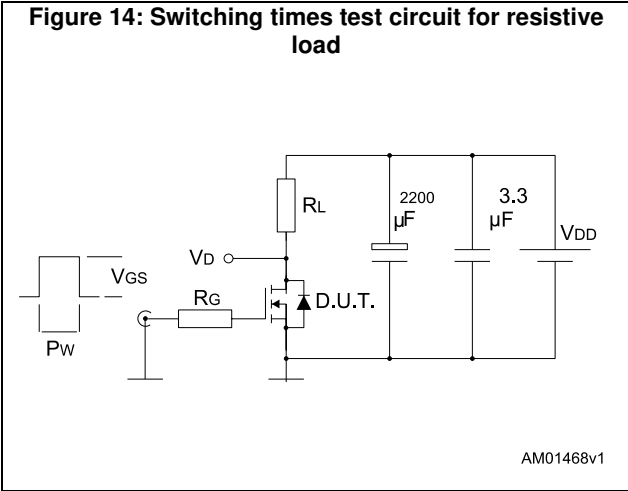 Figure 14: Switching times test circuit for resistive
load
RL
2200
μF
3.3
μF
VDD
VD
VGS
RG
D.U.T.
PW
AM01468v1